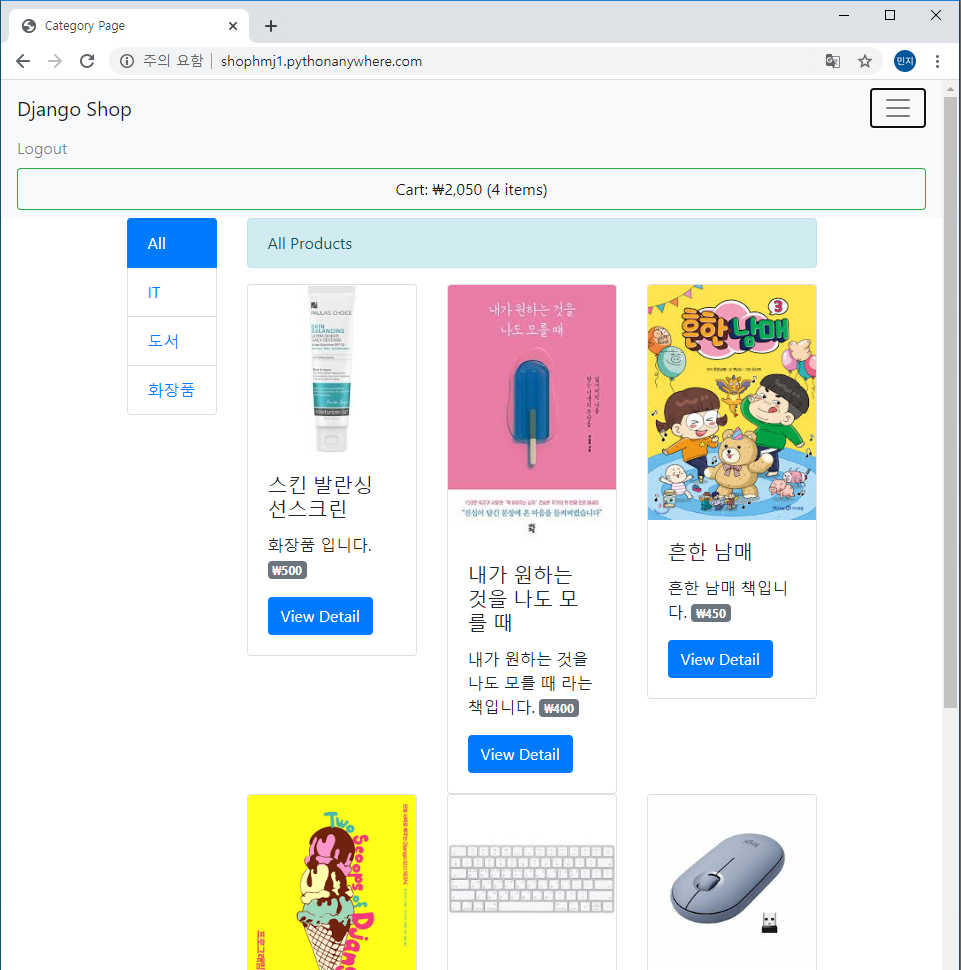 Category Page
주의 요함
shophmj1.pythonanywhere.com
민지
Django Shop
Logout
Cart: ₩2,050 (4 items)
All
IT
도서
화장품
All Products
PAULA'S CHOICE
SKIN
BALANCING
스킨 발란싱
선스크린
화장품 입니다.
₩500
View Detail
내가 원하는 것을
나도 모를 때
"진심이 담긴 문장에 온 마음을 들켜버렸습니다"
내가 원하는
것을 나도 모
를 때
내가 원하는 것을
나도 모를 때 라는
책입니다. ₩400
View Detail
흔한 남매
3
흔한 남매
흔한 남매 책입니
다. ₩450
View Detail
Two
Scoops
of
Djan
logi